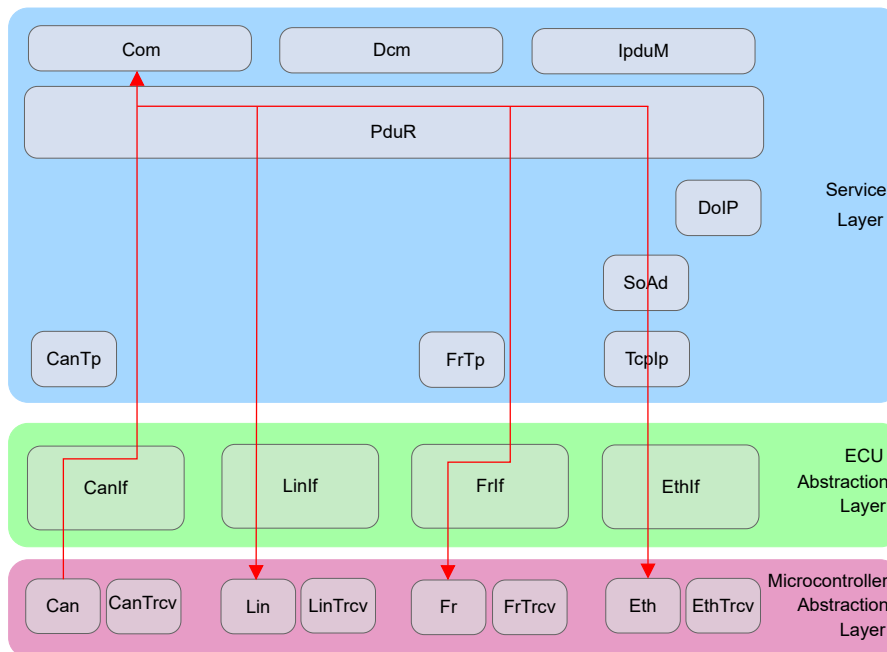 Com
Dcm
IpduM
PduR
DoIP
Service
Layer
SoAd
CanTp
FrTp
TcpIp
CanIf
LinIf
FrIf
EthIf
ECU
Abstraction
Layer
Can
CanTrcv
Lin
LinTrcv
Fr
FrTrcv
Eth
EthTrcv
Microcontroller
Abstraction
Layer